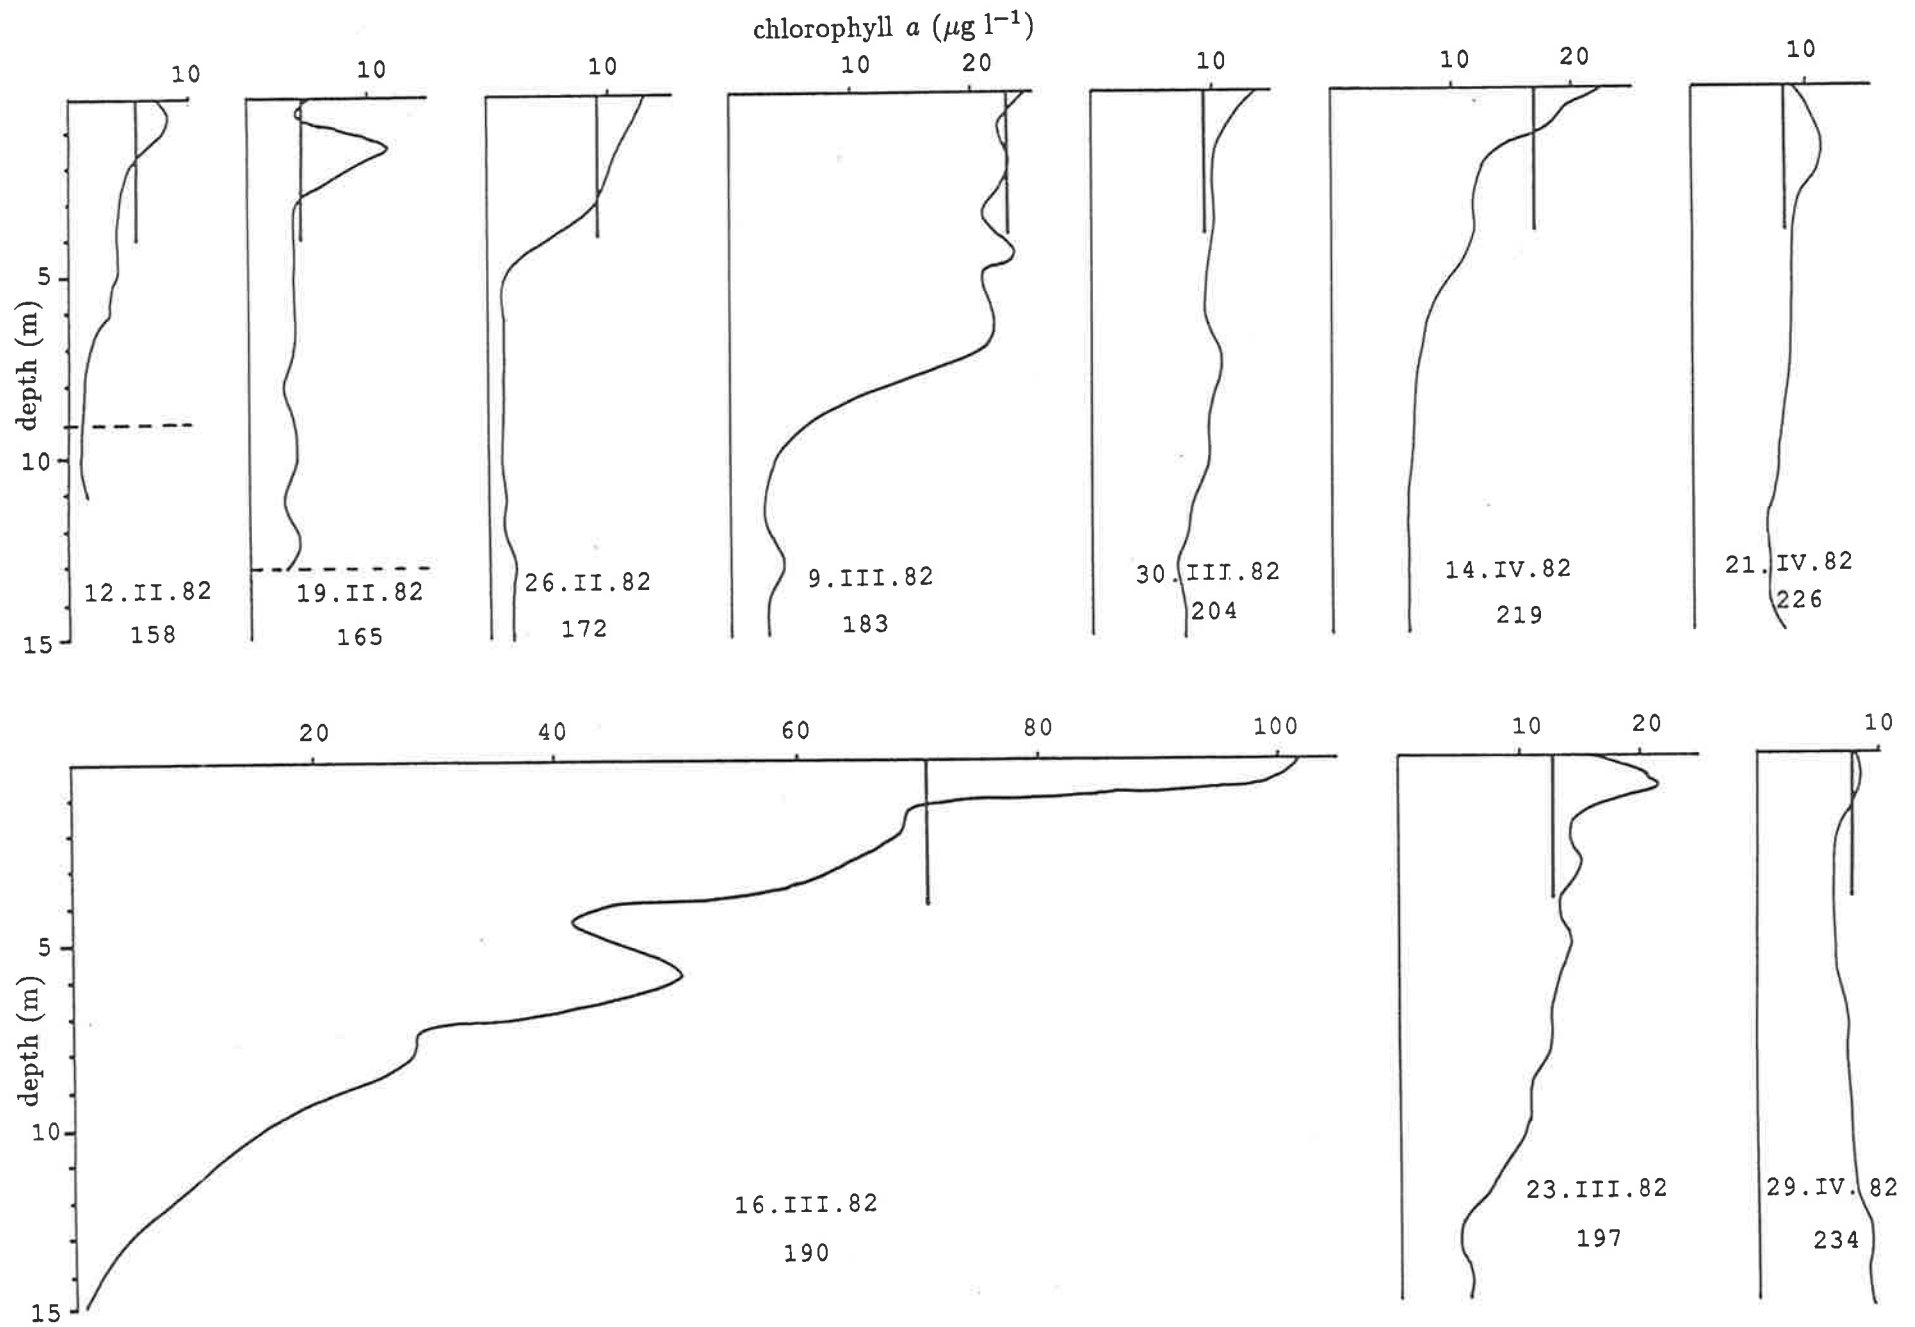 chlorophyll a (μg l⁻¹)
10 10 10 10 20 10 10 20 10
depth (m)
5
10
15
12.II.82
158
19.II.82
165
26.II.82
172
9.III.82
183
30.III.82
204
14.IV.82
219
21.IV.82
226
20 40 60 80 100 10 20 10
depth (m)
5
10
15
16.III.82
190
23.III.82
197
29.IV.82
234